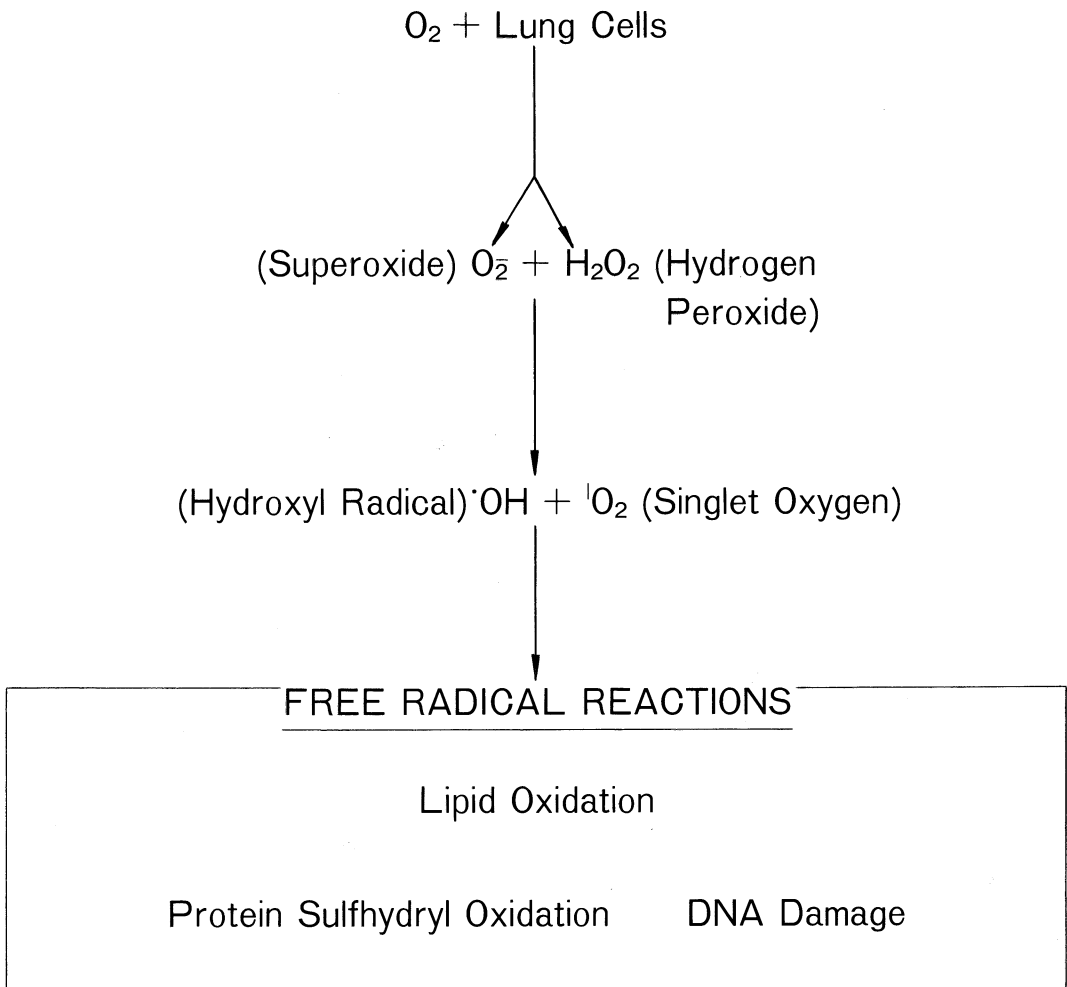 O₂ + Lung Cells
(Superoxide) O₂⁻ + H₂O₂ (Hydrogen
Peroxide)
(Hydroxyl Radical) ˙OH + ¹O₂ (Singlet Oxygen)
FREE RADICAL REACTIONS
Lipid Oxidation
Protein Sulfhydryl Oxidation DNA Damage